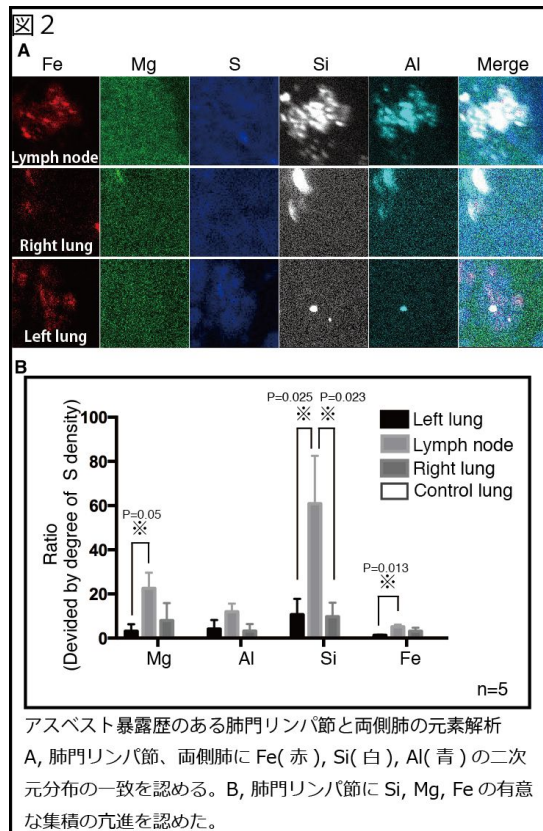 図２
A
Fe Mg S Si Al Merge
Lymph node
Right lung
Left lung
B
P=0.025 P=0.023
※ ※
100
80
60
40
20
0
Ratio
(Devided by degree of S density)
Left lung
Lymph node
Right lung
Control lung
P=0.05
※
P=0.013
※
Mg Al Si Fe
n=5
アスベスト暴露歴のある肺門リンパ節と両側肺の元素解析
A, 肺門リンパ節、両側肺に Fe( 赤 ), Si( 白 ), Al( 青 ) の二次
元分布の一致を認める。B, 肺門リンパ節に Si, Mg, Fe の有意
な集積の亢進を認めた。